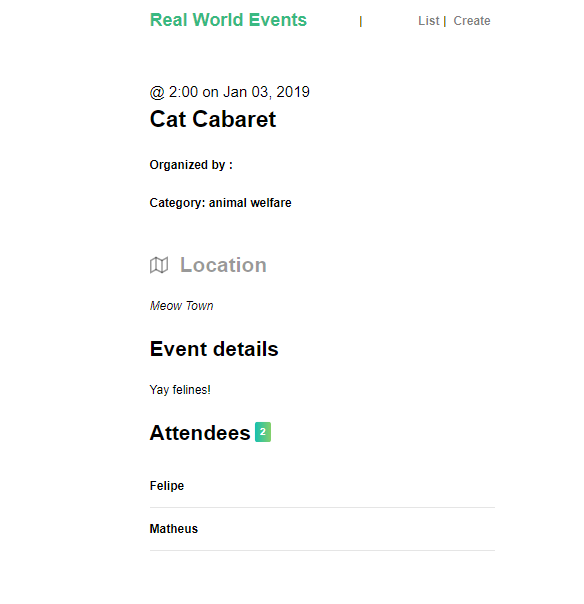 Real World Events | List | Create
@ 2:00 on Jan 03, 2019
Cat Cabaret
Organized by :
Category: animal welfare
Location
Meow Town
Event details
Yay felines!
Attendees 2
Felipe
Matheus